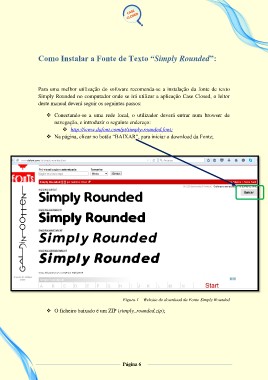 Como Instalar a Fonte de Texto “Simply Rounded”:
Para uma melhor utilização do software recomenda-se a instalação da fonte de texto
Simply Rounded no computador onde se irá utilizar a aplicação Case Closed, o leitor
deste manual deverá seguir os seguintes passos:
❖ Conectando-se a uma rede local, o utilizador deverá entrar num browser de
navegação, e introduzir o seguinte endereço:
❖ http://www.dafont.com/pt/simply-rounded.font;
❖ Na página, clicar no botão “BAIXAR”, para iniciar a download da Fonte;
Simply Rounded
Simply Rounded
Simply Rounded
Simply Rounded
Start
Figura 1 - Website de download da Fonte Simply Rounded
❖ O ficheiro baixado é um ZIP (simply_rounded.zip);
Página 6